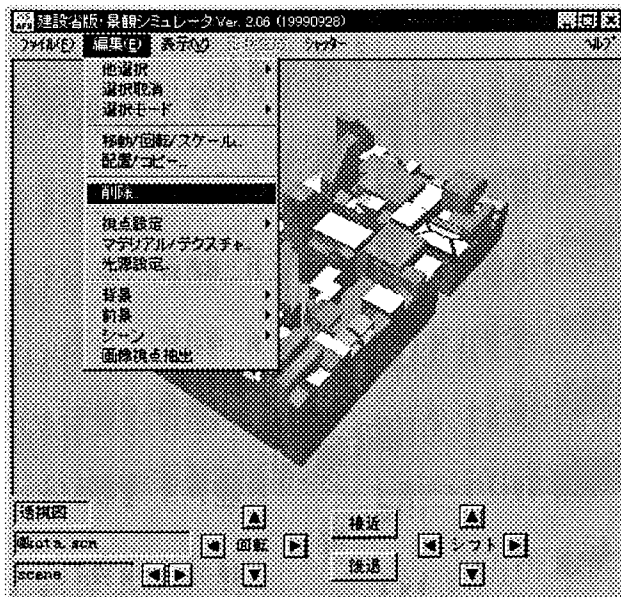 建設省版・景観シミュレータ Ver. 2.06 (19990928)
ファイル(F) 編集(E) 表示(V) シャッター ヘルプ
他選択
選択取消
選択モード
移動/回転/スケール...
配置/コピー...
削除...
視点設定
マテリアル/テクスチャ...
光源設定...
背景
前景
シーン
画像視点抽出
透視図
接近
@kota.scn
回転
シフト
後退
scene